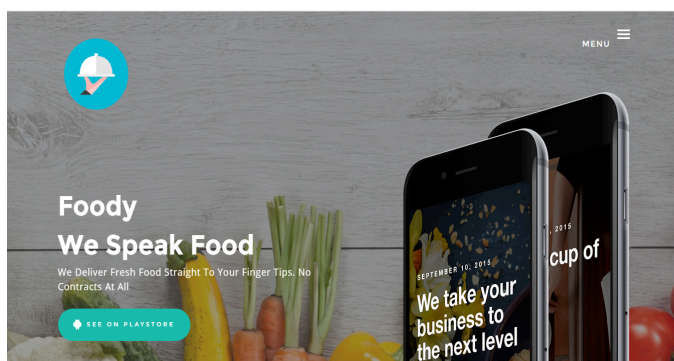 MENU
Foody
We Speak Food
We Deliver Fresh Food Straight To Your Finger Tips. No
Contracts At All
SEE ON PLAYSTORE
SEPTEMBER 10, 2015
We take your
business to
the next level
, 2015
cup of